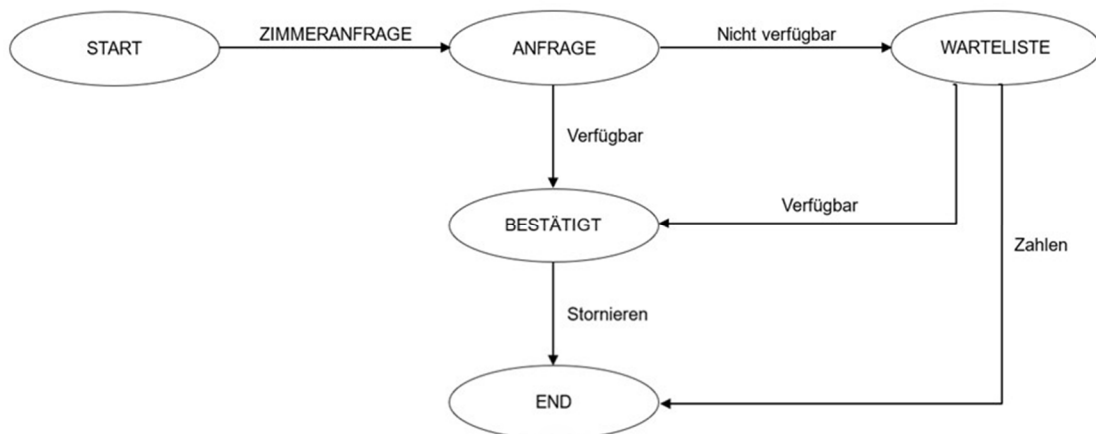 START
ZIMMERANFRAGE
ANFRAGE
Nicht verfügbar
WARTELISTE
Verfügbar
BESTÄTIGT
Verfügbar
Zahlen
Stornieren
END